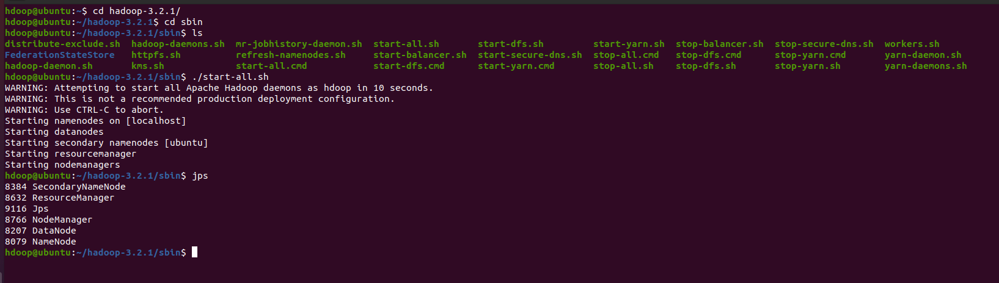 hdoop@ubuntu:~$ cd hadoop-3.2.1/
hdoop@ubuntu:~/hadoop-3.2.1$ cd sbin
hdoop@ubuntu:~/hadoop-3.2.1/sbin$ ls
distribute-exclude.sh  hadoop-daemons.sh  mr-jobhistory-daemon.sh  start-all.sh  start-dfs.sh  start-yarn.sh  stop-balancer.sh  stop-secure-dns.sh  workers.sh
FederationStateStore  httpfs.sh  refresh-namenodes.sh  start-balancer.sh  start-secure-dns.sh  stop-all.cmd  stop-dfs.cmd  stop-yarn.cmd  yarn-daemon.sh
hadoop-daemon.sh  kms.sh  start-all.cmd  start-dfs.cmd  start-yarn.cmd  stop-all.sh  stop-dfs.sh  stop-yarn.sh  yarn-daemons.sh
hdoop@ubuntu:~/hadoop-3.2.1/sbin$ ./start-all.sh
WARNING: Attempting to start all Apache Hadoop daemons as hdoop in 10 seconds.
WARNING: This is not a recommended production deployment configuration.
WARNING: Use CTRL-C to abort.
Starting namenodes on [localhost]
Starting datanodes
Starting secondary namenodes [ubuntu]
Starting resourcemanager
Starting nodemanagers
hdoop@ubuntu:~/hadoop-3.2.1/sbin$ jps
8384 SecondaryNameNode
8632 ResourceManager
9116 Jps
8766 NodeManager
8207 DataNode
8079 NameNode
hdoop@ubuntu:~/hadoop-3.2.1/sbin$